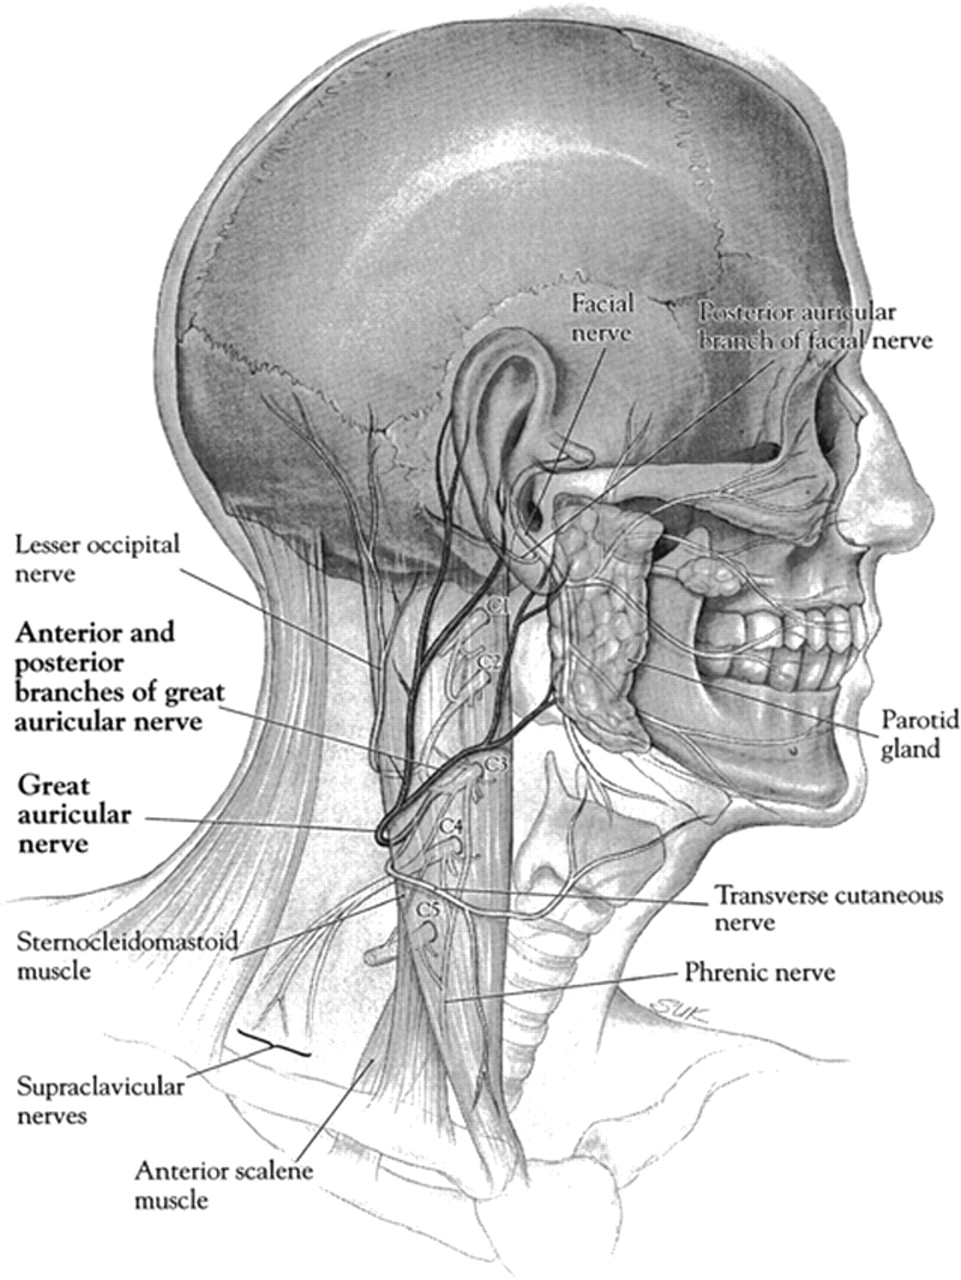 Facial
nerve
Posterior auricular
branch of facial nerve
Lesser occipital
nerve
Anterior and
posterior
branches of great
auricular nerve
Great
auricular
nerve
C1
C2
C3
C4
C5
Parotid
gland
Transverse cutaneous
nerve
Sternocleidomastoid
muscle
Phrenic nerve
SUK
Supraclavicular
nerves
Anterior scalene
muscle